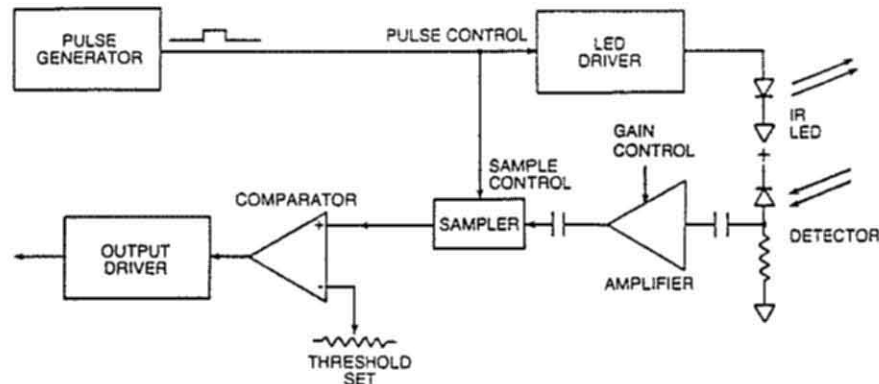 PULSE
GENERATOR
PULSE CONTROL
LED
DRIVER
IR
LED
+
GAIN
CONTROL
SAMPLE
CONTROL
COMPARATOR
SAMPLER
+
-
OUTPUT
DRIVER
AMPLIFIER
DETECTOR
THRESHOLD
SET